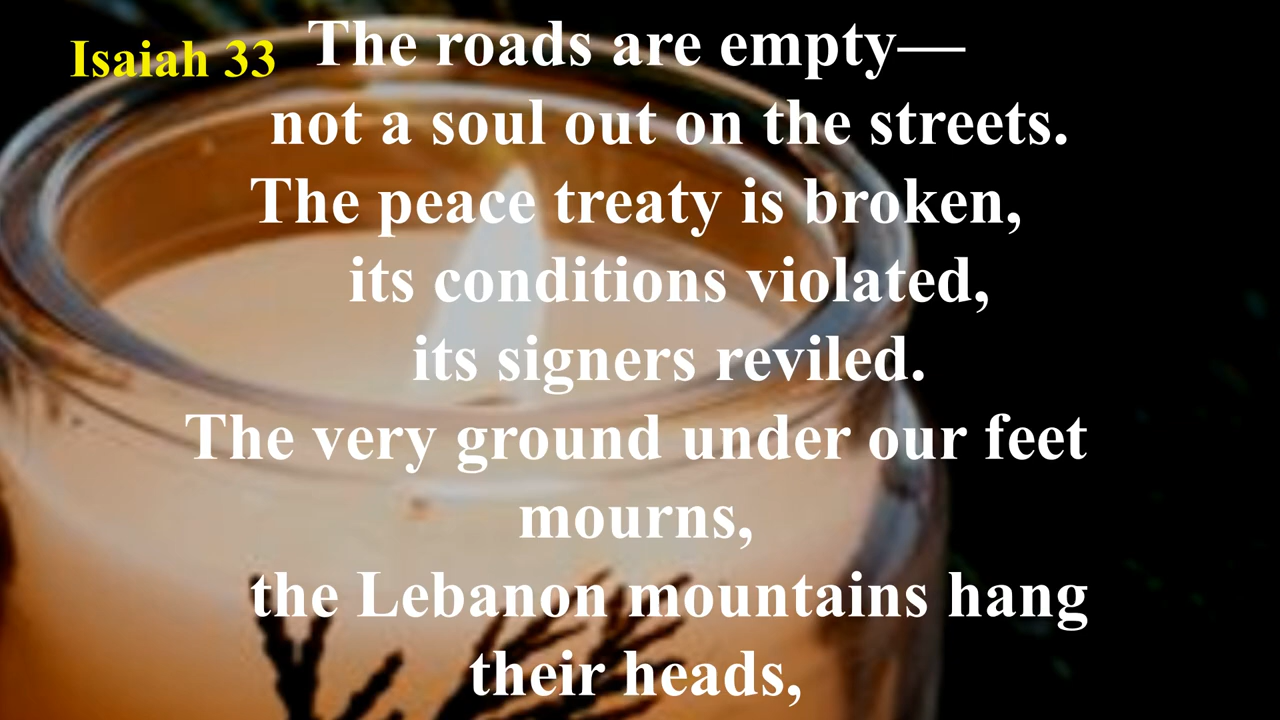 Isaiah 33
The roads are empty—
not a soul out on the streets.
The peace treaty is broken,
its conditions violated,
its signers reviled.
The very ground under our feet
mourns,
the Lebanon mountains hang
their heads,